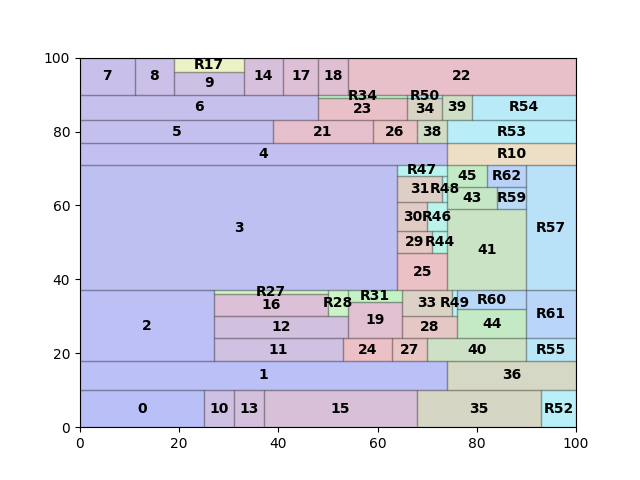 100
7 8 R17 9 14 17 18 22
R34 R50
6 23 34 39 R54
80
5 21 26 38 R53
4 R10
R47 45 R62
31 R48 43 R59
60
30 R46
3 29 R44 41 R57
40
25
R27 R31 R49 R60
16 R28 33 R61
2 12 19 28 44
20
11 24 27 40 R55
1 36
0 10 13 15 35 R52
0
0 20 40 60 80 100